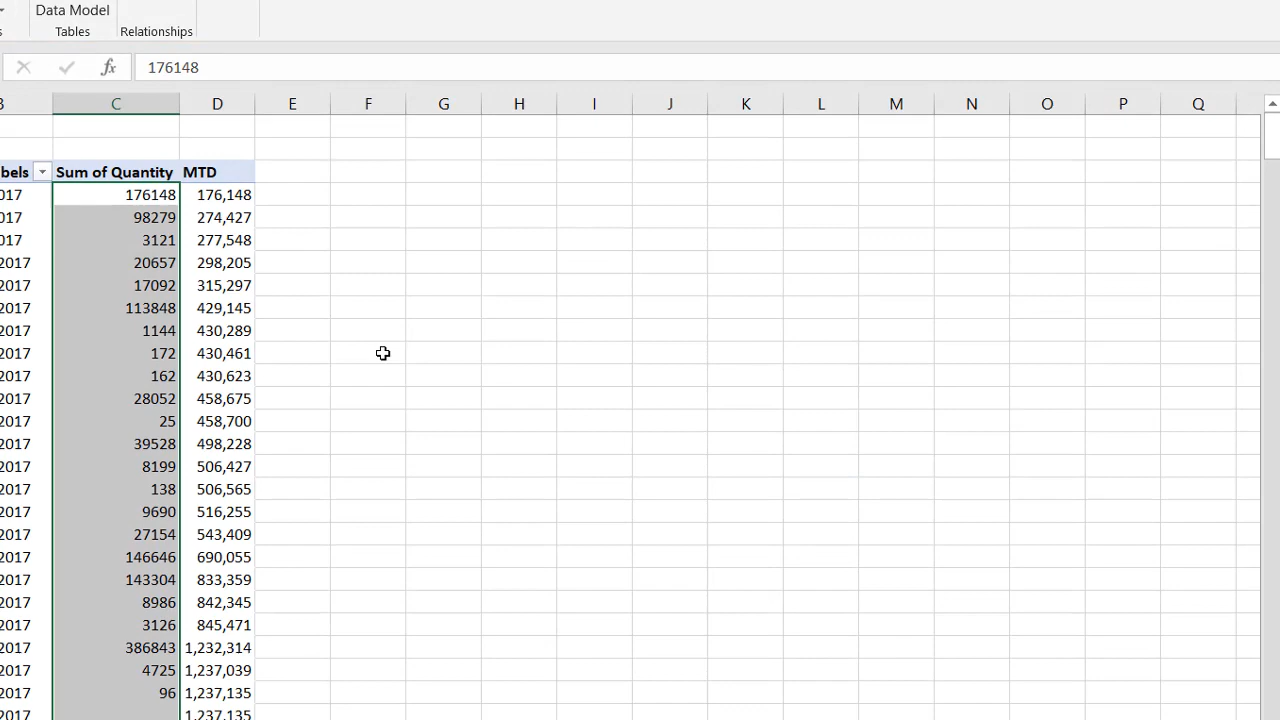 Data Model
Tables Relationships
s
fx 176148
B C D E F G H I J K L M N O P Q
bels Sum of Quantity MTD
017 176148 176,148
017 98279 274,427
017 3121 277,548
2017 20657 298,205
2017 17092 315,297
2017 113848 429,145
2017 1144 430,289
2017 172 430,461
2017 162 430,623
2017 28052 458,675
2017 25 458,700
2017 39528 498,228
2017 8199 506,427
2017 138 506,565
2017 9690 516,255
2017 27154 543,409
2017 146646 690,055
2017 143304 833,359
2017 8986 842,345
2017 3126 845,471
2017 386843 1,232,314
2017 4725 1,237,039
2017 96 1,237,135
2017 1,237,135